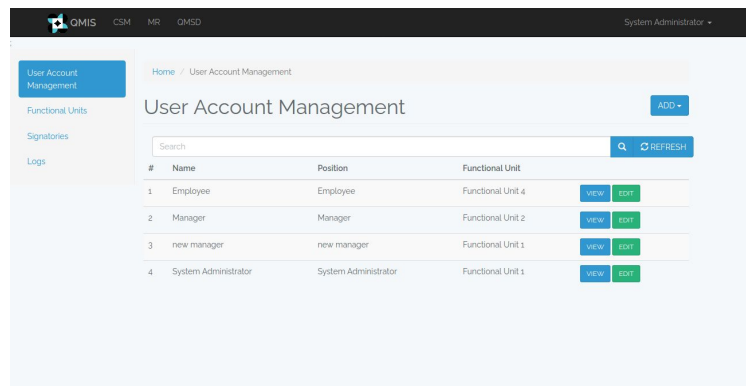 QMIS CSM MR QMSD System Administrator
User Account Management
Functional Units
Signatories
Logs
Home / User Account Management
User Account Management
ADD
Search REFRESH
# Name Position Functional Unit
1 Employee Employee Functional Unit 4 VIEW EDIT
2 Manager Manager Functional Unit 2 VIEW EDIT
3 new manager new manager Functional Unit 1 VIEW EDIT
4 System Administrator System Administrator Functional Unit 1 VIEW EDIT